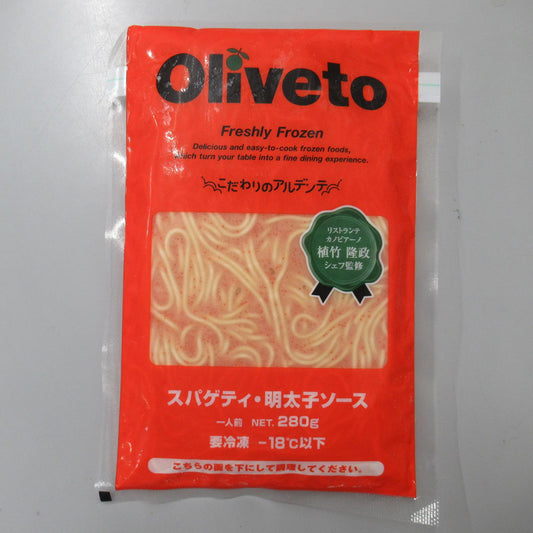 Oliveto
Freshly Frozen
Delicious and easy-to-cook frozen foods,
which turn your table into a fine dining experience.
こだわりのアルデンテ
リストランテ
カノビアーノ
植竹 隆政
シェフ監修
スパゲティ・明太子ソース
一人前 NET. 280g
要冷凍 -18℃以下
こちらの面を下にして調理してください。